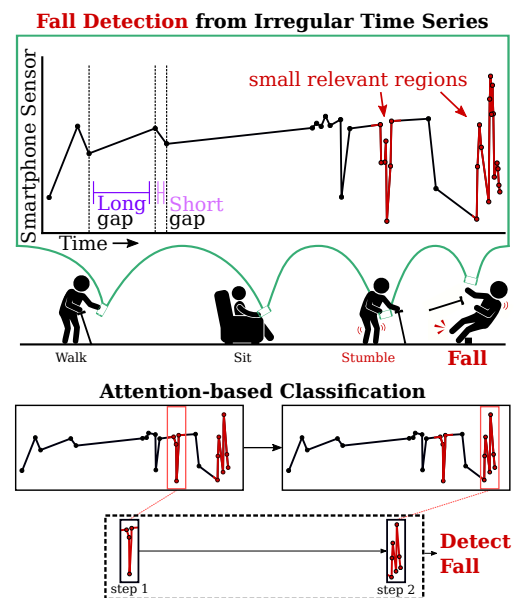 Fall Detection from Irregular Time Series
Smartphone Sensor
small relevant regions
Long
gap
Short
gap
Time
Walk
Sit
Stumble
Fall
Attention-based Classification
step 1
step 2
Detect
Fall